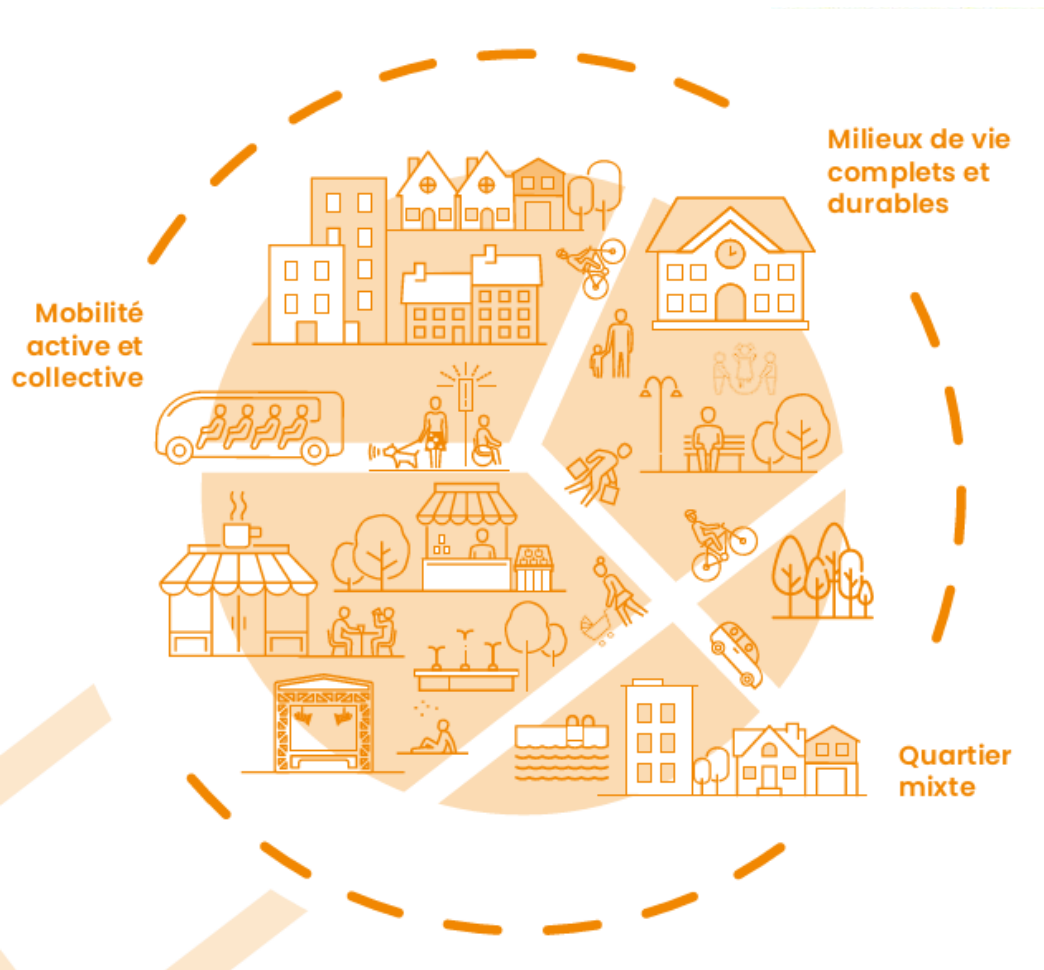 Milieux de vie
complets et
durables
Mobilité
active et
collective
Quartier
mixte